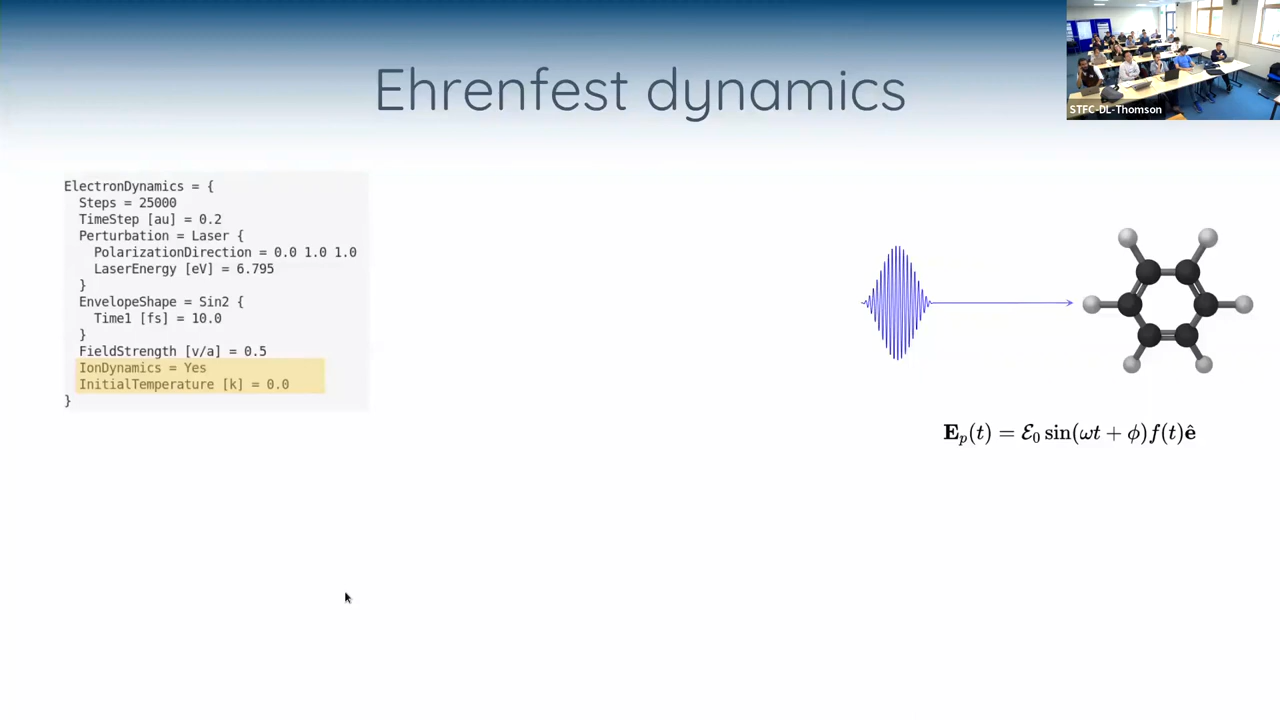 STFC-DL-Thomson
Ehrenfest dynamics
ElectronDynamics = {
  Steps = 25000
  TimeStep [au] = 0.2
  Perturbation = Laser {
    PolarizationDirection = 0.0 1.0 1.0
    LaserEnergy [eV] = 6.795
  }
  EnvelopeShape = Sin2 {
    Time1 [fs] = 10.0
  }
  FieldStrength [v/a] = 0.5
  IonDynamics = Yes
  InitialTemperature [k] = 0.0
}
𝐄ₚ(t) = ℰ₀ sin(ωt + ϕ)f(t)ê